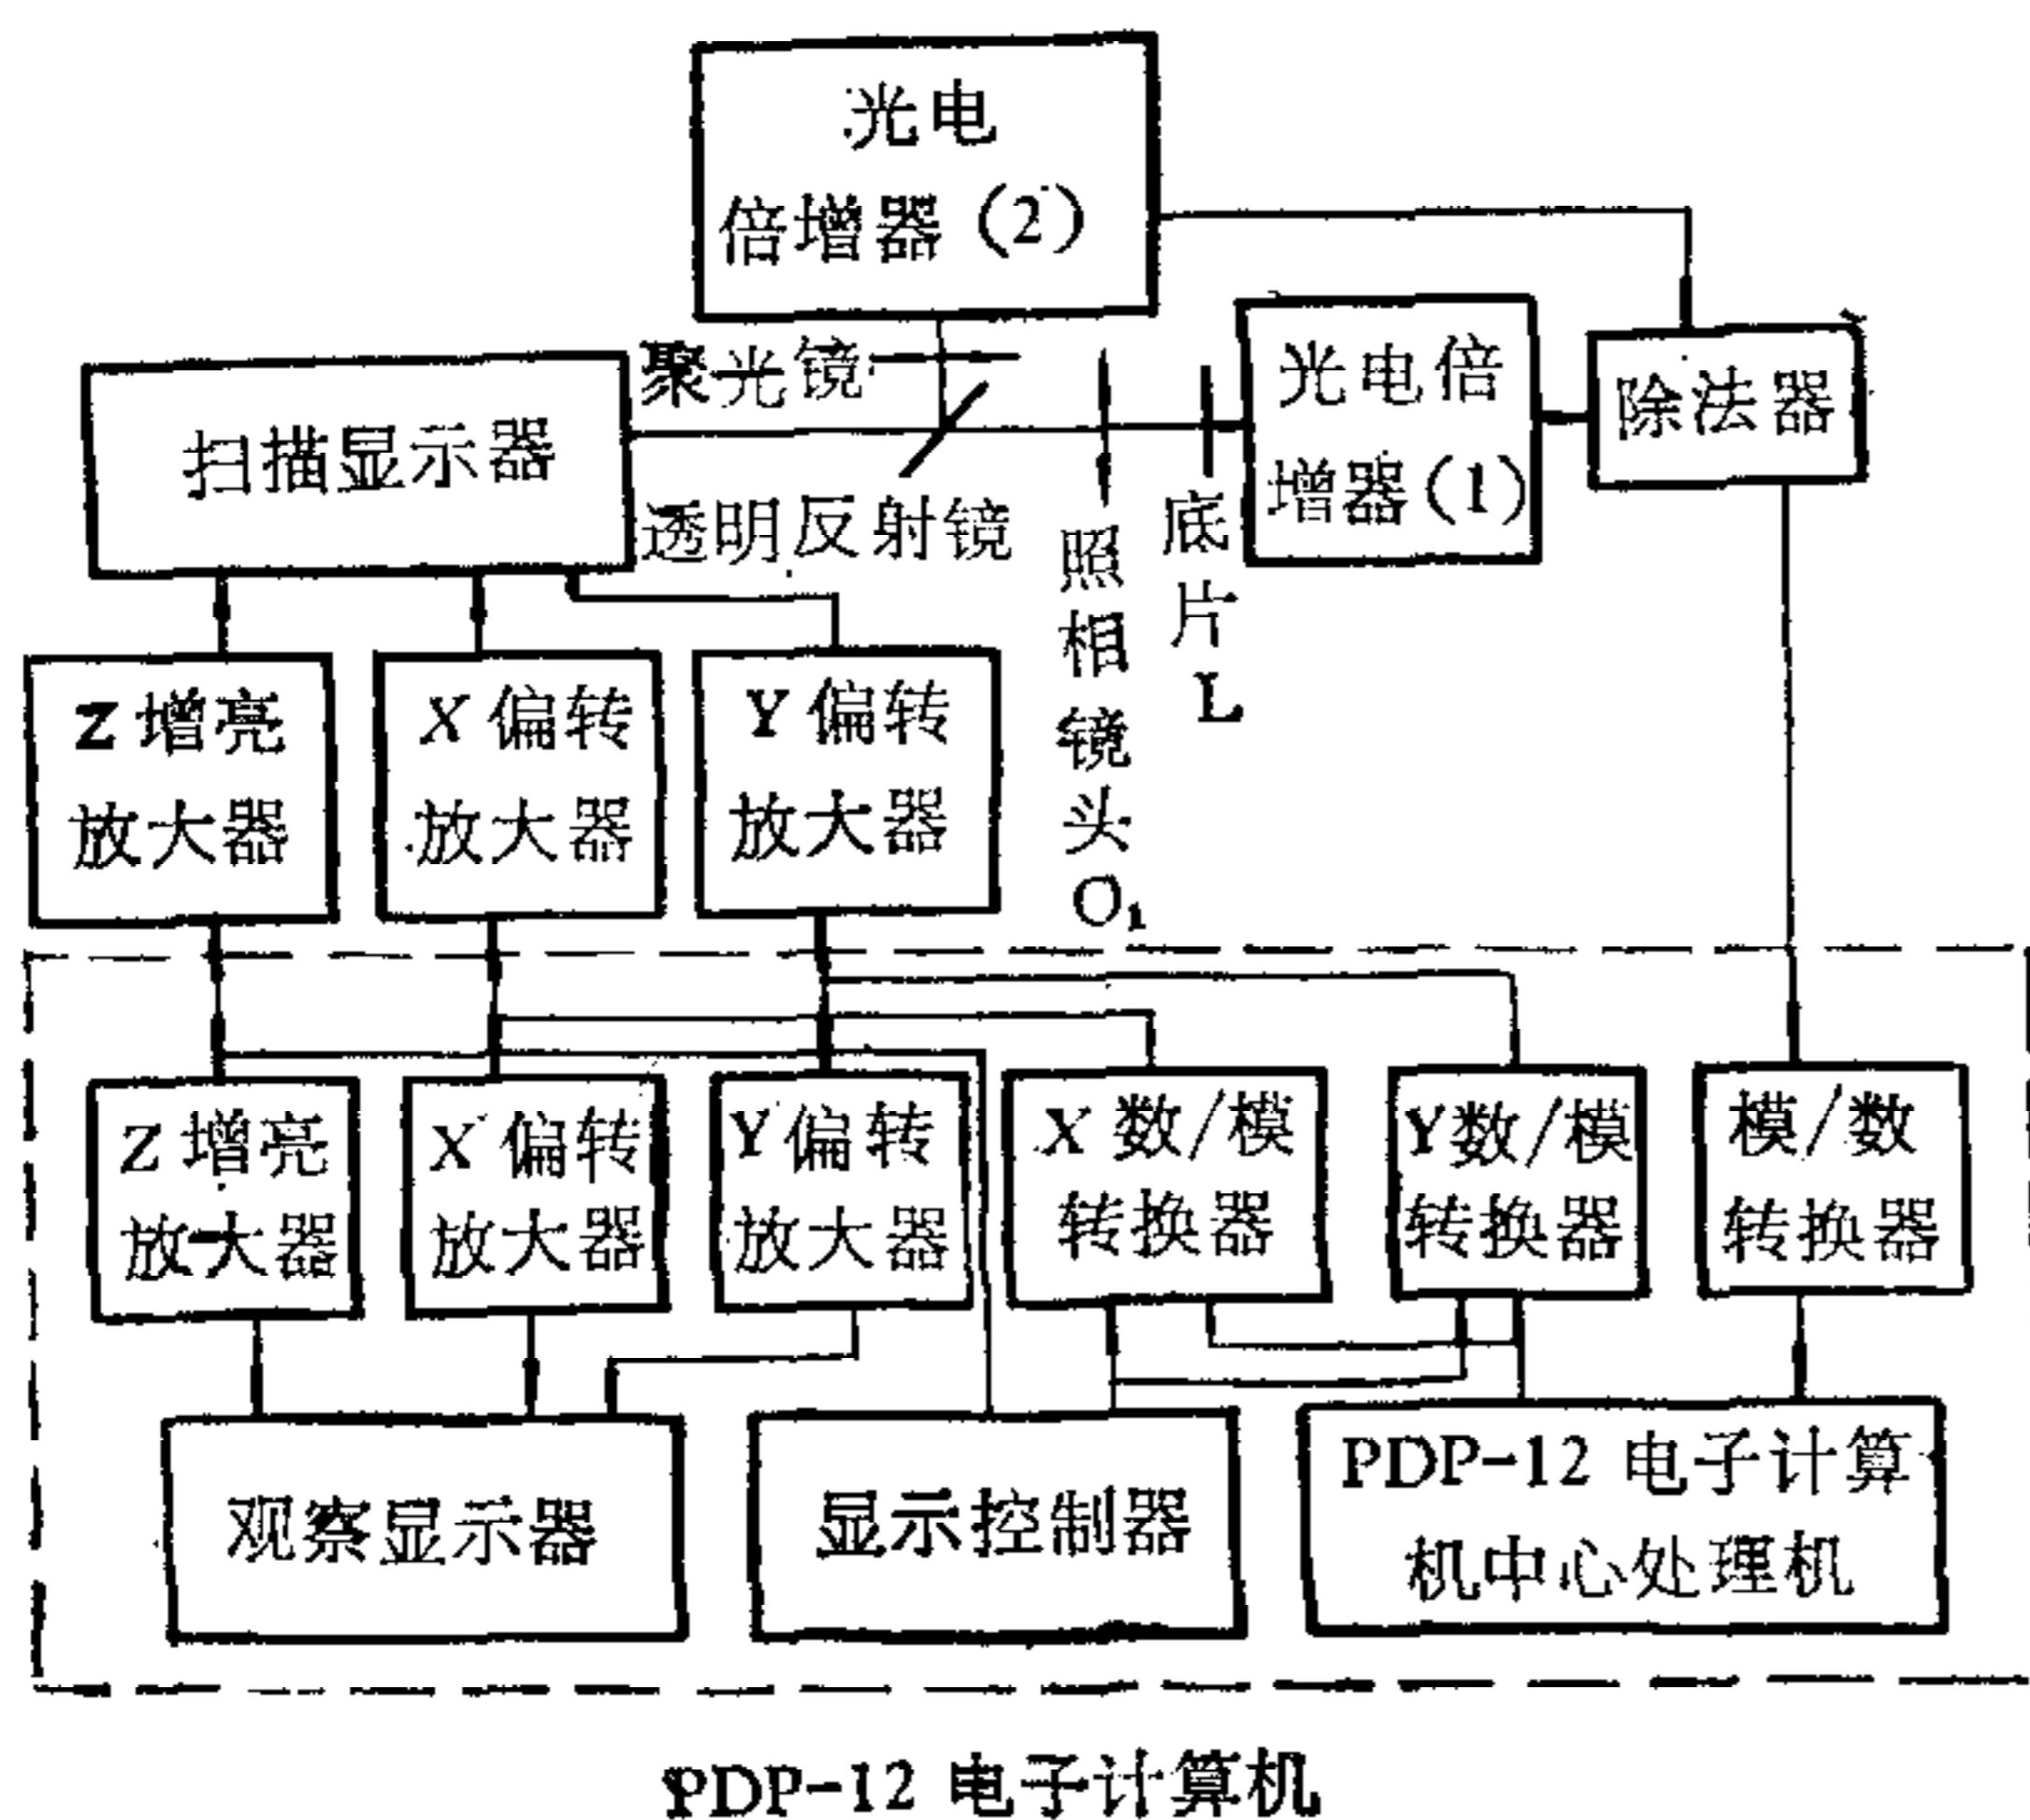 光电
倍增器（2）
聚光镜
扫描显示器
透明反射镜
照相镜头O₁
底片L
光电倍
增器（1）
除法器
Z 增亮
放大器
X 偏转
放大器
Y 偏转
放大器
Z 增亮
放大器
X 偏转
放大器
Y偏转
放大器
X 数/模
转换器
Y数/模
转换器
模/数
转换器
观察显示器
显示控制器
PDP-12 电子计算
机中心处理机
PDP-12 电子计算机